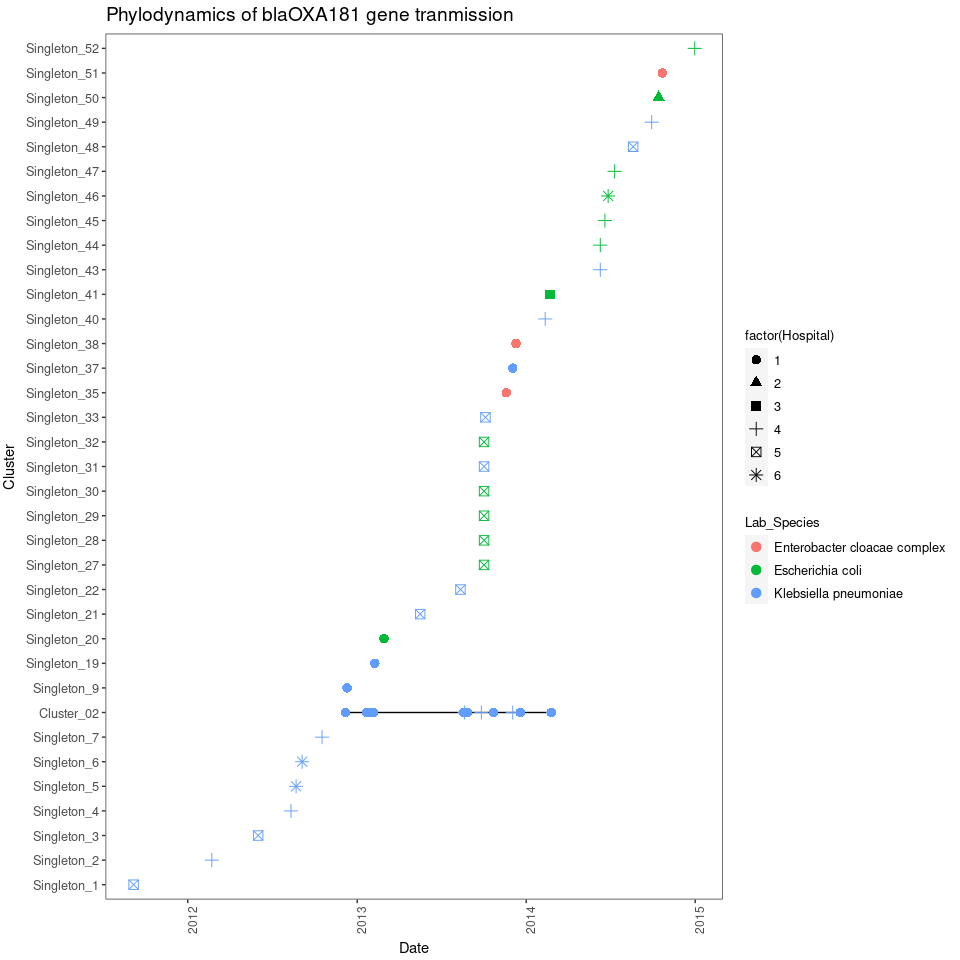 Phylodynamics of blaOXA181 gene tranmission
Singleton_52
Singleton_51
Singleton_50
Singleton_49
Singleton_48
Singleton_47
Singleton_46
Singleton_45
Singleton_44
Singleton_43
Singleton_41
Singleton_40
Singleton_38
Singleton_37
Singleton_35
Singleton_33
Singleton_32
Singleton_31
Singleton_30
Singleton_29
Singleton_28
Singleton_27
Singleton_22
Singleton_21
Singleton_20
Singleton_19
Singleton_9
Cluster_02
Singleton_7
Singleton_6
Singleton_5
Singleton_4
Singleton_3
Singleton_2
Singleton_1
Cluster
2012
2013
2014
2015
Date
factor(Hospital)
1
2
3
4
5
6
Lab_Species
Enterobacter cloacae complex
Escherichia coli
Klebsiella pneumoniae